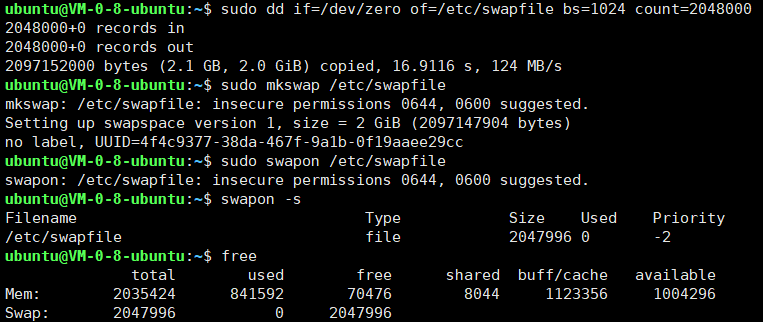 ubuntu@VM-0-8-ubuntu:~$ sudo dd if=/dev/zero of=/etc/swapfile bs=1024 count=2048000
2048000+0 records in
2048000+0 records out
2097152000 bytes (2.1 GB, 2.0 GiB) copied, 16.9116 s, 124 MB/s
ubuntu@VM-0-8-ubuntu:~$ sudo mkswap /etc/swapfile
mkswap: /etc/swapfile: insecure permissions 0644, 0600 suggested.
Setting up swapspace version 1, size = 2 GiB (2097147904 bytes)
no label, UUID=4f4c9377-38da-467f-9a1b-0f19aaee29cc
ubuntu@VM-0-8-ubuntu:~$ sudo swapon /etc/swapfile
swapon: /etc/swapfile: insecure permissions 0644, 0600 suggested.
ubuntu@VM-0-8-ubuntu:~$ swapon -s
Filename Type Size Used Priority
/etc/swapfile file 2047996 0 -2
ubuntu@VM-0-8-ubuntu:~$ free
total used free shared buff/cache available
Mem: 2035424 841592 70476 8044 1123356 1004296
Swap: 2047996 0 2047996